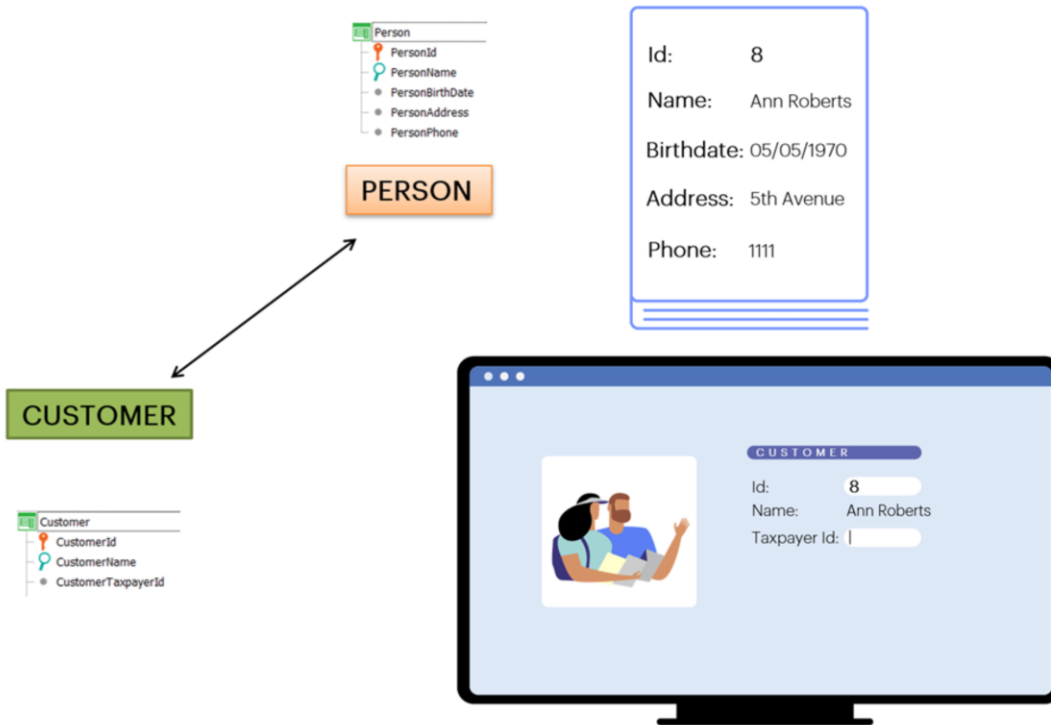 Person
PersonId
PersonName
PersonBirthDate
PersonAddress
PersonPhone
PERSON
Id: 8
Name: Ann Roberts
Birthdate: 05/05/1970
Address: 5th Avenue
Phone: 1111
CUSTOMER
Customer
CustomerId
CustomerName
CustomerTaxpayerId
CUSTOMER
Id: 8
Name: Ann Roberts
Taxpayer Id: